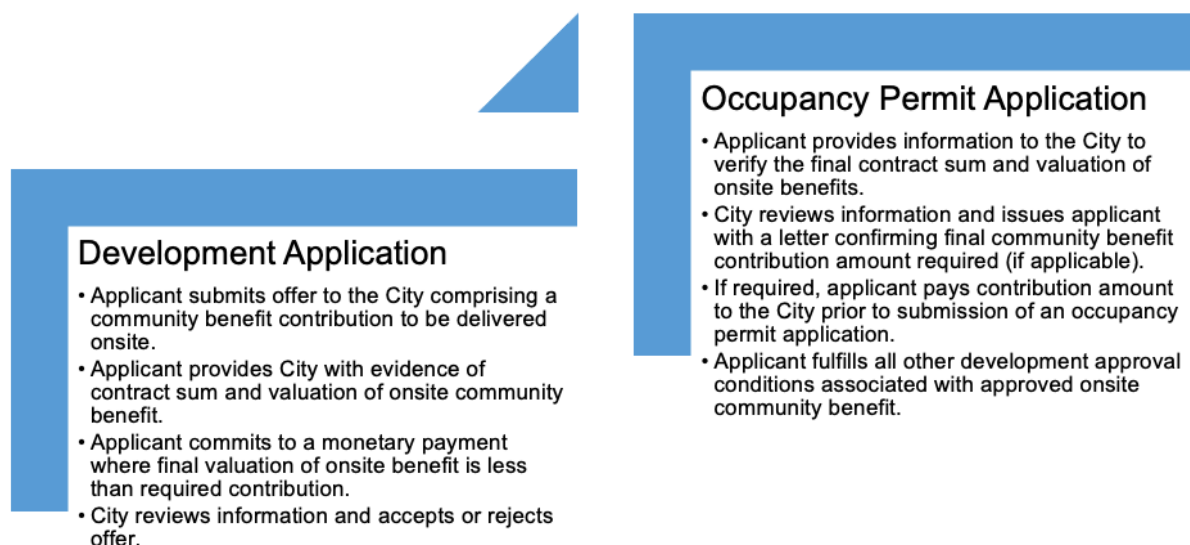 Development Application
• Applicant submits offer to the City comprising a
community benefit contribution to be delivered
onsite.
• Applicant provides City with evidence of
contract sum and valuation of onsite community
benefit.
• Applicant commits to a monetary payment
where final valuation of onsite benefit is less
than required contribution.
• City reviews information and accepts or rejects
offer.
Occupancy Permit Application
• Applicant provides information to the City to
verify the final contract sum and valuation of
onsite benefits.
• City reviews information and issues applicant
with a letter confirming final community benefit
contribution amount required (if applicable).
• If required, applicant pays contribution amount
to the City prior to submission of an occupancy
permit application.
• Applicant fulfills all other development approval
conditions associated with approved onsite
community benefit.